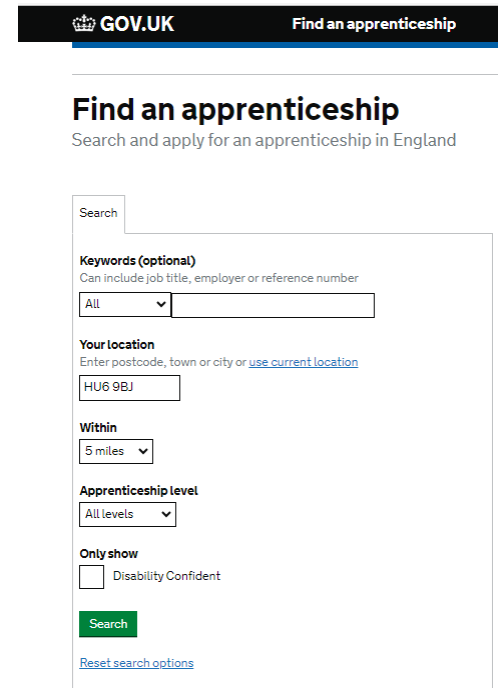 GOV.UK Find an apprenticeship
Find an apprenticeship
Search and apply for an apprenticeship in England
Search
Keywords (optional)
Can include job title, employer or reference number
All
Your location
Enter postcode, town or city or use current location
HU6 9BJ
Within
5 miles
Apprenticeship level
All levels
Only show
Disability Confident
Search
Reset search options